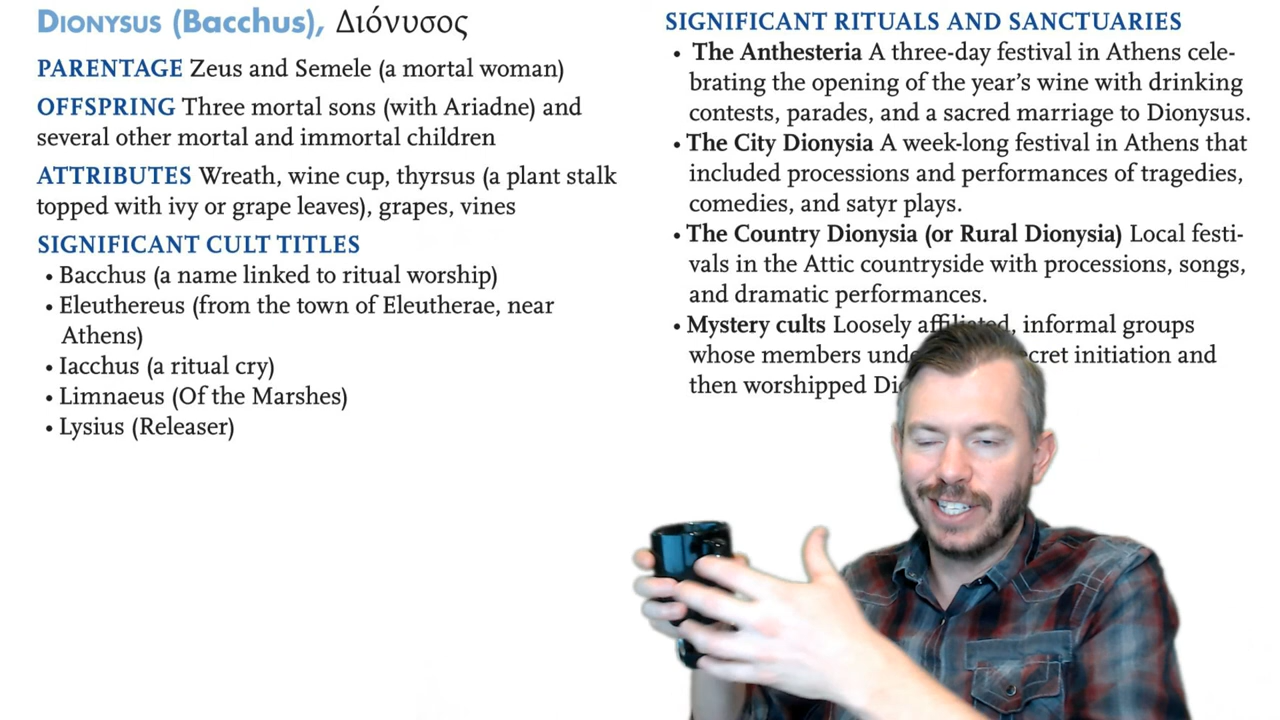 DIONYSUS (Bacchus), Διόνυσος
PARENTAGE Zeus and Semele (a mortal woman)
OFFSPRING Three mortal sons (with Ariadne) and
several other mortal and immortal children
ATTRIBUTES Wreath, wine cup, thyrsus (a plant stalk
topped with ivy or grape leaves), grapes, vines
SIGNIFICANT CULT TITLES
• Bacchus (a name linked to ritual worship)
• Eleuthereus (from the town of Eleutherae, near
Athens)
• Iacchus (a ritual cry)
• Limnaeus (Of the Marshes)
• Lysius (Releaser)
SIGNIFICANT RITUALS AND SANCTUARIES
• The Anthesteria A three-day festival in Athens cele-
brating the opening of the year’s wine with drinking
contests, parades, and a sacred marriage to Dionysus.
• The City Dionysia A week-long festival in Athens that
included processions and performances of tragedies,
comedies, and satyr plays.
• The Country Dionysia (or Rural Dionysia) Local festi-
vals in the Attic countryside with processions, songs,
and dramatic performances.
• Mystery cults Loosely affiliated, informal groups
whose members initiation and
then worshipped